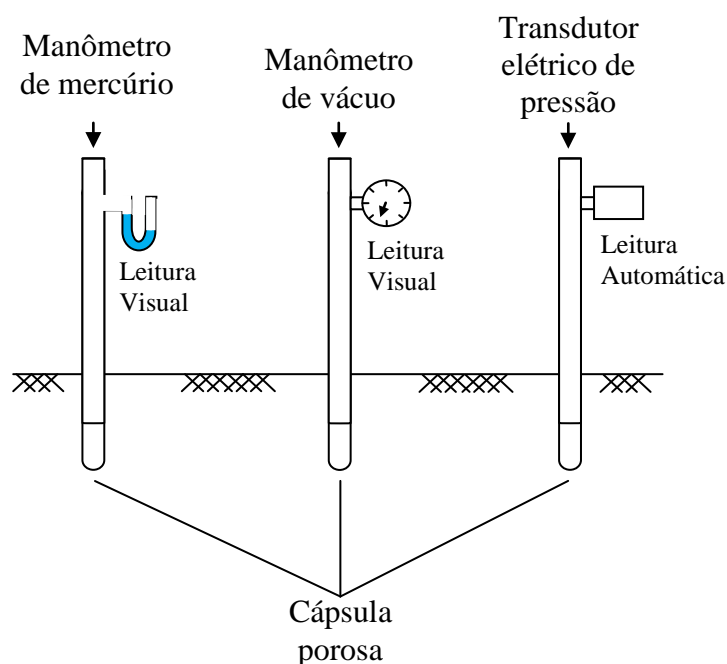 Manômetro
de mercúrio
Manômetro
de vácuo
Transdutor
elétrico de
pressão
Leitura
Visual
Leitura
Visual
Leitura
Automática
Cápsula
porosa